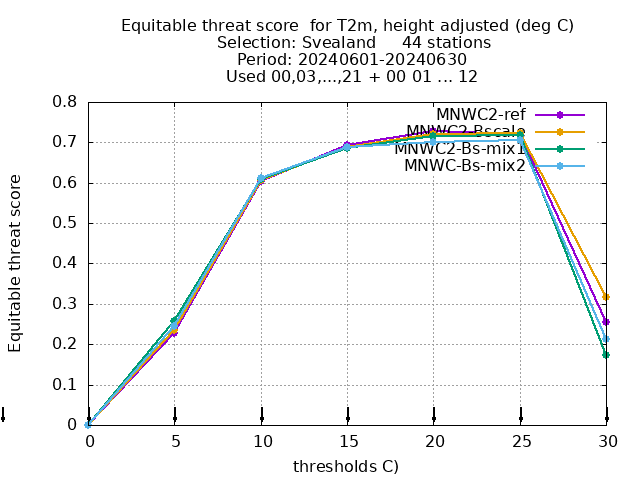 Equitable threat score  for T2m, height adjusted (deg C)
Selection: Svealand     44 stations
Period: 20240601-20240630
Used 00,03,...,21 + 00 01 ... 12
MNWC2-ref
MNWC2-Bscale
MNWC2-Bs-mix1
MNWC-Bs-mix2
Equitable threat score
0.8
0.7
0.6
0.5
0.4
0.3
0.2
0.1
0
0 5 10 15 20 25 30
thresholds C)